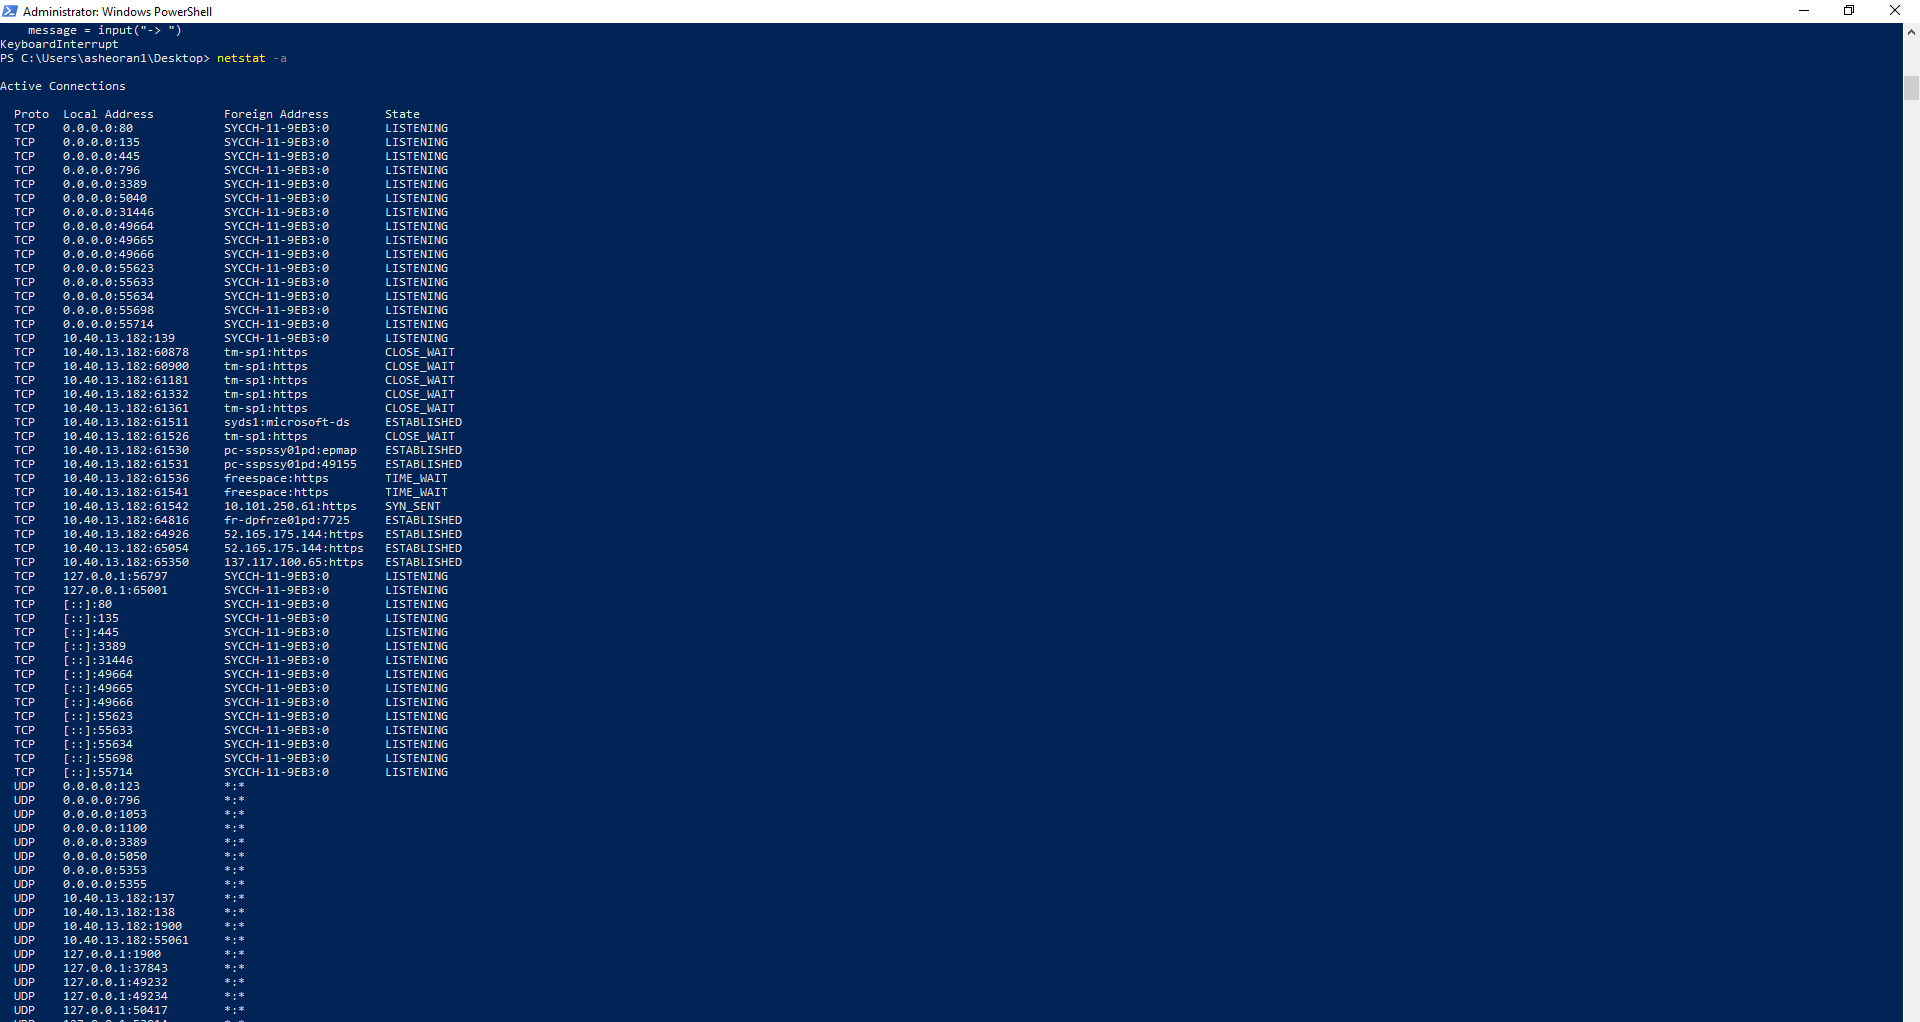 Administrator: Windows PowerShell
message = input("-> ")
KeyboardInterrupt
PS C:\Users\asheoran1\Desktop> netstat -a
Active Connections
Proto  Local Address          Foreign Address        State
TCP    0.0.0.0:80             SYCCH-11-9EB3:0        LISTENING
TCP    0.0.0.0:135            SYCCH-11-9EB3:0        LISTENING
TCP    0.0.0.0:445            SYCCH-11-9EB3:0        LISTENING
TCP    0.0.0.0:796            SYCCH-11-9EB3:0        LISTENING
TCP    0.0.0.0:3389           SYCCH-11-9EB3:0        LISTENING
TCP    0.0.0.0:5040           SYCCH-11-9EB3:0        LISTENING
TCP    0.0.0.0:31446          SYCCH-11-9EB3:0        LISTENING
TCP    0.0.0.0:49664          SYCCH-11-9EB3:0        LISTENING
TCP    0.0.0.0:49665          SYCCH-11-9EB3:0        LISTENING
TCP    0.0.0.0:49666          SYCCH-11-9EB3:0        LISTENING
TCP    0.0.0.0:55623          SYCCH-11-9EB3:0        LISTENING
TCP    0.0.0.0:55633          SYCCH-11-9EB3:0        LISTENING
TCP    0.0.0.0:55634          SYCCH-11-9EB3:0        LISTENING
TCP    0.0.0.0:55698          SYCCH-11-9EB3:0        LISTENING
TCP    0.0.0.0:55714          SYCCH-11-9EB3:0        LISTENING
TCP    10.40.13.182:139       SYCCH-11-9EB3:0        LISTENING
TCP    10.40.13.182:60878     tm-sp1:https           CLOSE_WAIT
TCP    10.40.13.182:60900     tm-sp1:https           CLOSE_WAIT
TCP    10.40.13.182:61181     tm-sp1:https           CLOSE_WAIT
TCP    10.40.13.182:61332     tm-sp1:https           CLOSE_WAIT
TCP    10.40.13.182:61361     tm-sp1:https           CLOSE_WAIT
TCP    10.40.13.182:61511     syds1:microsoft-ds     ESTABLISHED
TCP    10.40.13.182:61526     tm-sp1:https           CLOSE_WAIT
TCP    10.40.13.182:61530     pc-sspssy01pd:epmap    ESTABLISHED
TCP    10.40.13.182:61531     pc-sspssy01pd:49155    ESTABLISHED
TCP    10.40.13.182:61536     freespace:https        TIME_WAIT
TCP    10.40.13.182:61541     freespace:https        TIME_WAIT
TCP    10.40.13.182:61542     10.101.250.61:https    SYN_SENT
TCP    10.40.13.182:64816     fr-dpfrze01pd:7725     ESTABLISHED
TCP    10.40.13.182:64926     52.165.175.144:https   ESTABLISHED
TCP    10.40.13.182:65054     52.165.175.144:https   ESTABLISHED
TCP    10.40.13.182:65350     137.117.100.65:https   ESTABLISHED
TCP    127.0.0.1:56797        SYCCH-11-9EB3:0        LISTENING
TCP    127.0.0.1:65001        SYCCH-11-9EB3:0        LISTENING
TCP    [::]:80                SYCCH-11-9EB3:0        LISTENING
TCP    [::]:135               SYCCH-11-9EB3:0        LISTENING
TCP    [::]:445               SYCCH-11-9EB3:0        LISTENING
TCP    [::]:3389              SYCCH-11-9EB3:0        LISTENING
TCP    [::]:31446             SYCCH-11-9EB3:0        LISTENING
TCP    [::]:49664             SYCCH-11-9EB3:0        LISTENING
TCP    [::]:49665             SYCCH-11-9EB3:0        LISTENING
TCP    [::]:49666             SYCCH-11-9EB3:0        LISTENING
TCP    [::]:55623             SYCCH-11-9EB3:0        LISTENING
TCP    [::]:55633             SYCCH-11-9EB3:0        LISTENING
TCP    [::]:55634             SYCCH-11-9EB3:0        LISTENING
TCP    [::]:55698             SYCCH-11-9EB3:0        LISTENING
TCP    [::]:55714             SYCCH-11-9EB3:0        LISTENING
UDP    0.0.0.0:123            *:*
UDP    0.0.0.0:796            *:*
UDP    0.0.0.0:1053           *:*
UDP    0.0.0.0:1100           *:*
UDP    0.0.0.0:3389           *:*
UDP    0.0.0.0:5050           *:*
UDP    0.0.0.0:5353           *:*
UDP    0.0.0.0:5355           *:*
UDP    10.40.13.182:137       *:*
UDP    10.40.13.182:138       *:*
UDP    10.40.13.182:1900      *:*
UDP    10.40.13.182:55061     *:*
UDP    127.0.0.1:1900         *:*
UDP    127.0.0.1:37843        *:*
UDP    127.0.0.1:49232        *:*
UDP    127.0.0.1:49234        *:*
UDP    127.0.0.1:50417        *:*